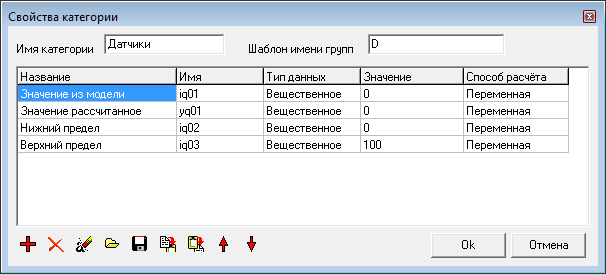 Свойства категории
Имя категории Датчики Шаблон имени групп D
Название Имя Тип данных Значение Способ расчёта
Значение из модели iq01 Вещественное 0 Переменная
Значение рассчитанное yq01 Вещественное 0 Переменная
Нижний предел iq02 Вещественное 0 Переменная
Верхний предел iq03 Вещественное 100 Переменная
Ok Отмена